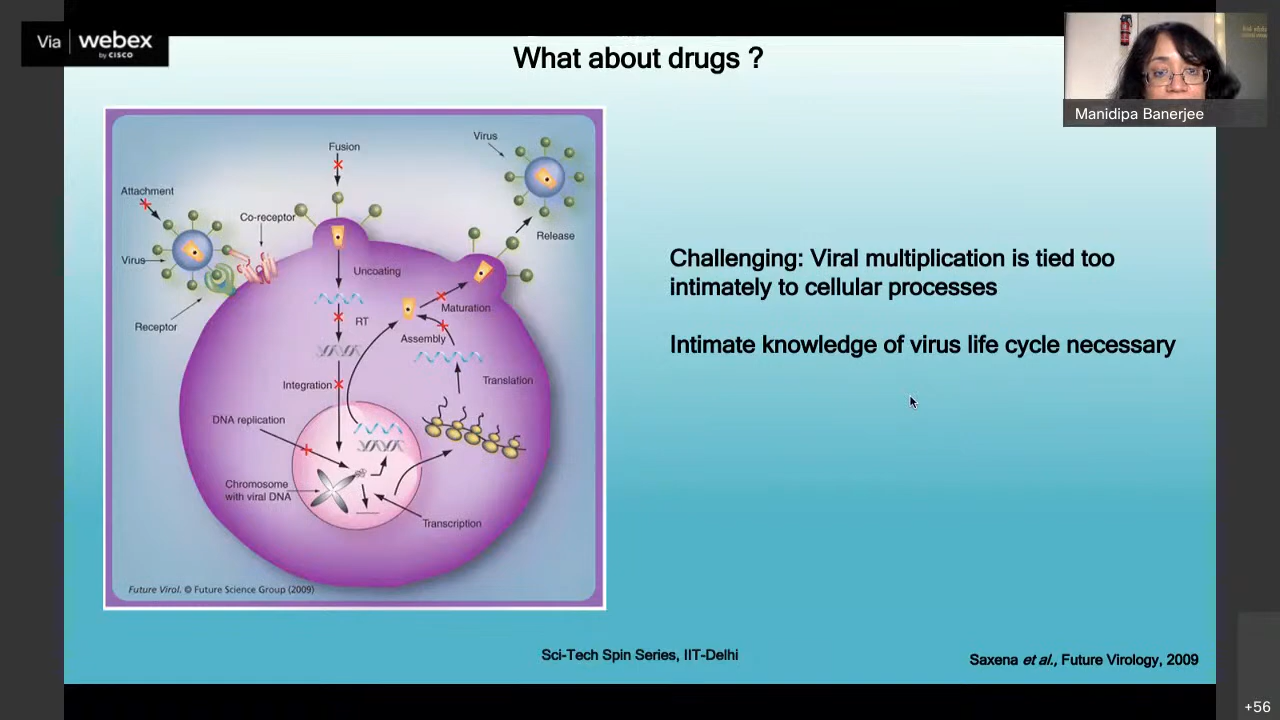 Via webex
by CISCO
What about drugs ?
Manidipa Banerjee
Fusion
Virus
Attachment
Co-receptor
Release
Virus
Uncoating
Maturation
RT
Receptor
Assembly
Integration
Translation
DNA replication
Chromosome
with viral DNA
Transcription
Future Virol. © Future Science Group (2009)
Challenging: Viral multiplication is tied too
intimately to cellular processes
Intimate knowledge of virus life cycle necessary
Sci-Tech Spin Series, IIT-Delhi
Saxena et al., Future Virology, 2009
+56